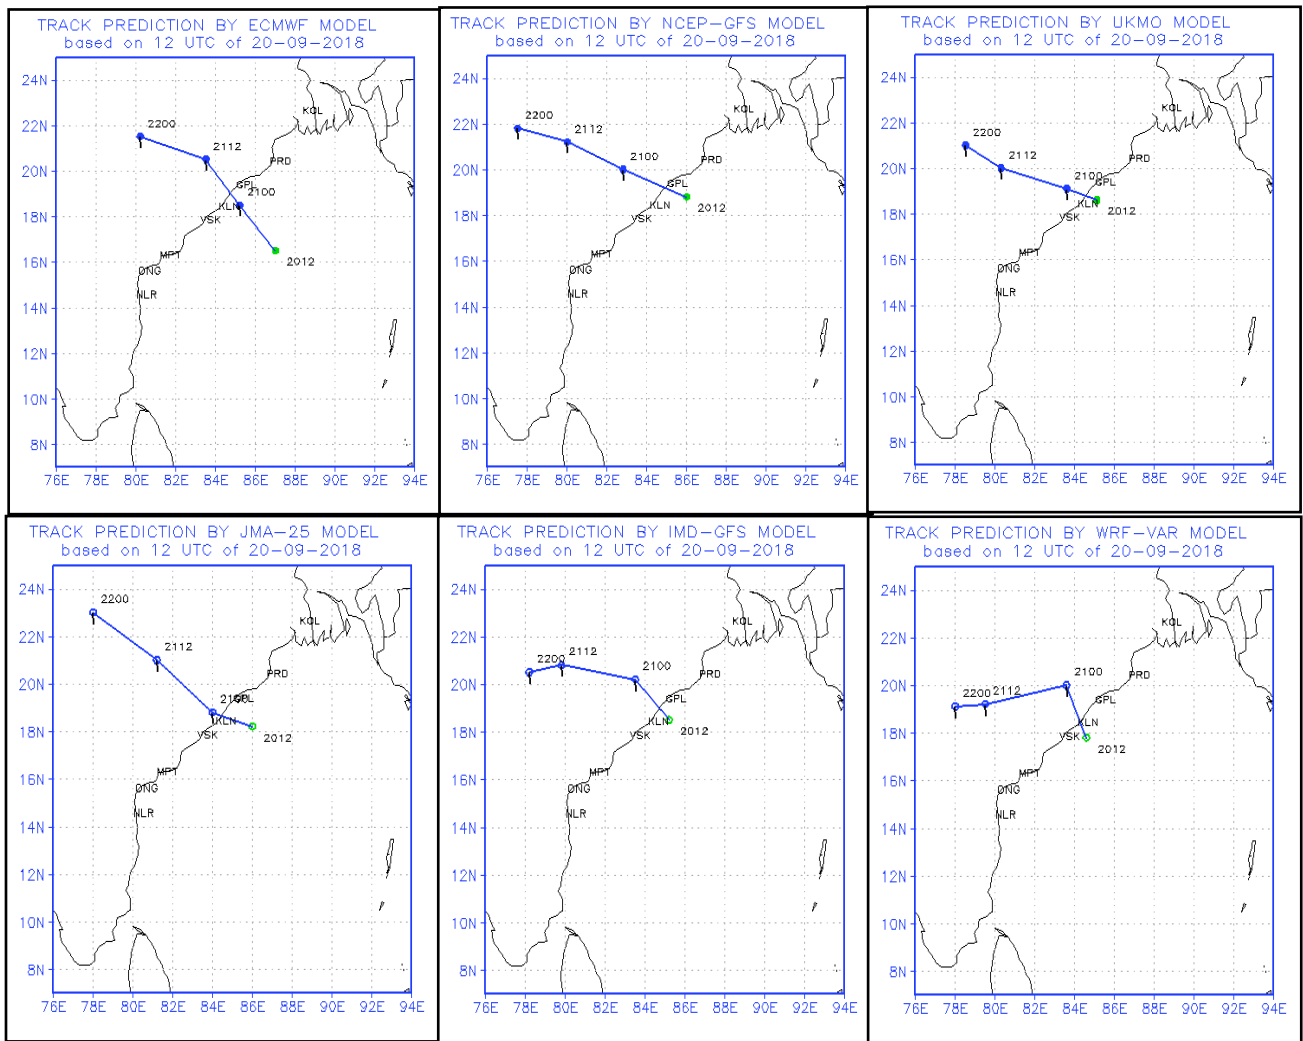 TRACK PREDICTION BY ECMWF MODEL
based on 12 UTC of 20-09-2018
24N
22N
20N
18N
16N
14N
12N
10N
8N
76E 78E 80E 82E 84E 86E 88E 90E 92E 94E
KOL
PRD
GPL
KLN
VSK
MPT
ONG
NLR
2200
2112
2100
2012
TRACK PREDICTION BY NCEP-GFS MODEL
based on 12 UTC of 20-09-2018
24N
22N
20N
18N
16N
14N
12N
10N
8N
76E 78E 80E 82E 84E 86E 88E 90E 92E 94E
KOL
PRD
GPL
KLN
VSK
MPT
ONG
NLR
2200
2112
2100
2012
TRACK PREDICTION BY UKMO MODEL
based on 12 UTC of 20-09-2018
24N
22N
20N
18N
16N
14N
12N
10N
8N
76E 78E 80E 82E 84E 86E 88E 90E 92E 94E
KOL
PRD
GPL
KLN
VSK
MPT
ONG
NLR
2200
2112
2100
2012
TRACK PREDICTION BY JMA-25 MODEL
based on 12 UTC of 20-09-2018
24N
22N
20N
18N
16N
14N
12N
10N
8N
76E 78E 80E 82E 84E 86E 88E 90E 92E 94E
KOL
PRD
GPL
KLN
VSK
MPT
ONG
NLR
2200
2112
2100
2012
TRACK PREDICTION BY IMD-GFS MODEL
based on 12 UTC of 20-09-2018
24N
22N
20N
18N
16N
14N
12N
10N
8N
76E 78E 80E 82E 84E 86E 88E 90E 92E 94E
KOL
PRD
GPL
KLN
VSK
MPT
ONG
NLR
2200
2112
2100
2012
TRACK PREDICTION BY WRF-VAR MODEL
based on 12 UTC of 20-09-2018
24N
22N
20N
18N
16N
14N
12N
10N
8N
76E 78E 80E 82E 84E 86E 88E 90E 92E 94E
KOL
PRD
GPL
KLN
VSK
MPT
ONG
NLR
2200
2112
2100
2012